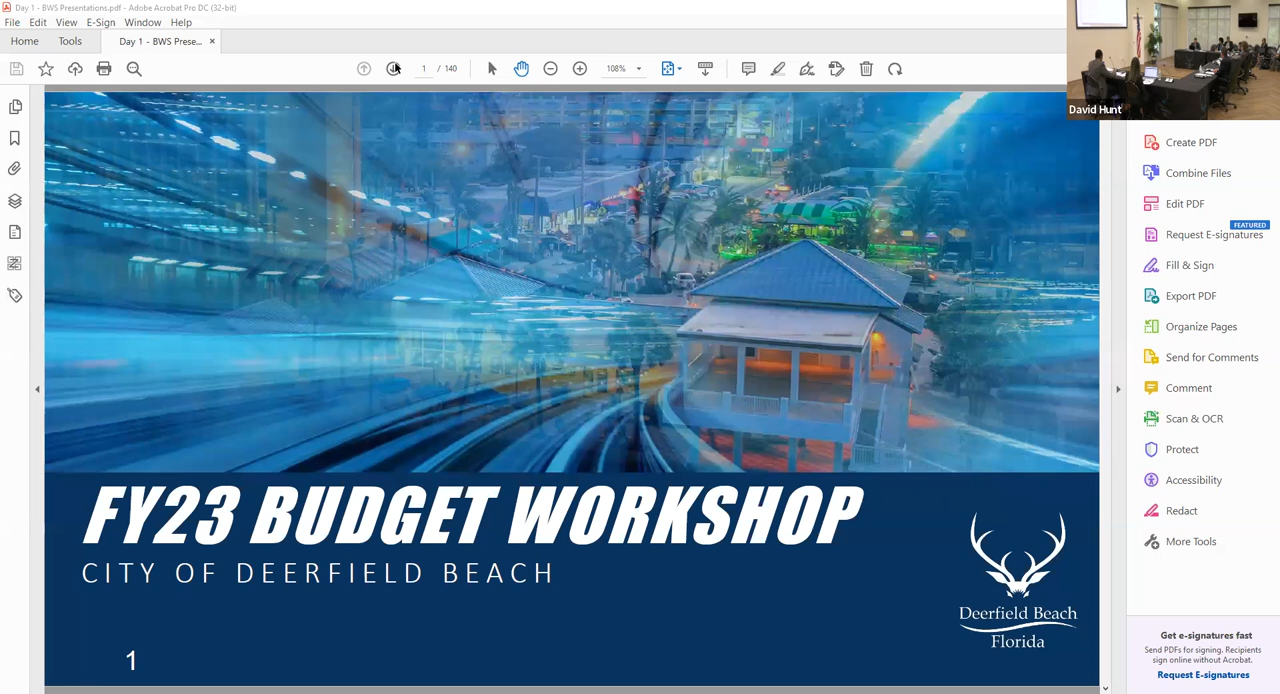 Day 1 - BWS Presentations.pdf - Adobe Acrobat Pro DC (32-bit)
File Edit View E-Sign Window Help
Home Tools Day 1 - BWS Prese... ×
1 / 140 108%
David Hunt
Create PDF
Combine Files
Edit PDF
FEATURED
Request E-signatures
Fill & Sign
Export PDF
Organize Pages
Send for Comments
Comment
Scan & OCR
Protect
Accessibility
Redact
More Tools
FY23 BUDGET WORKSHOP
CITY OF DEERFIELD BEACH
Deerfield Beach
Florida
1
Get e-signatures fast
Send PDFs for signing. Recipients
sign online without Acrobat.
Request E-signatures